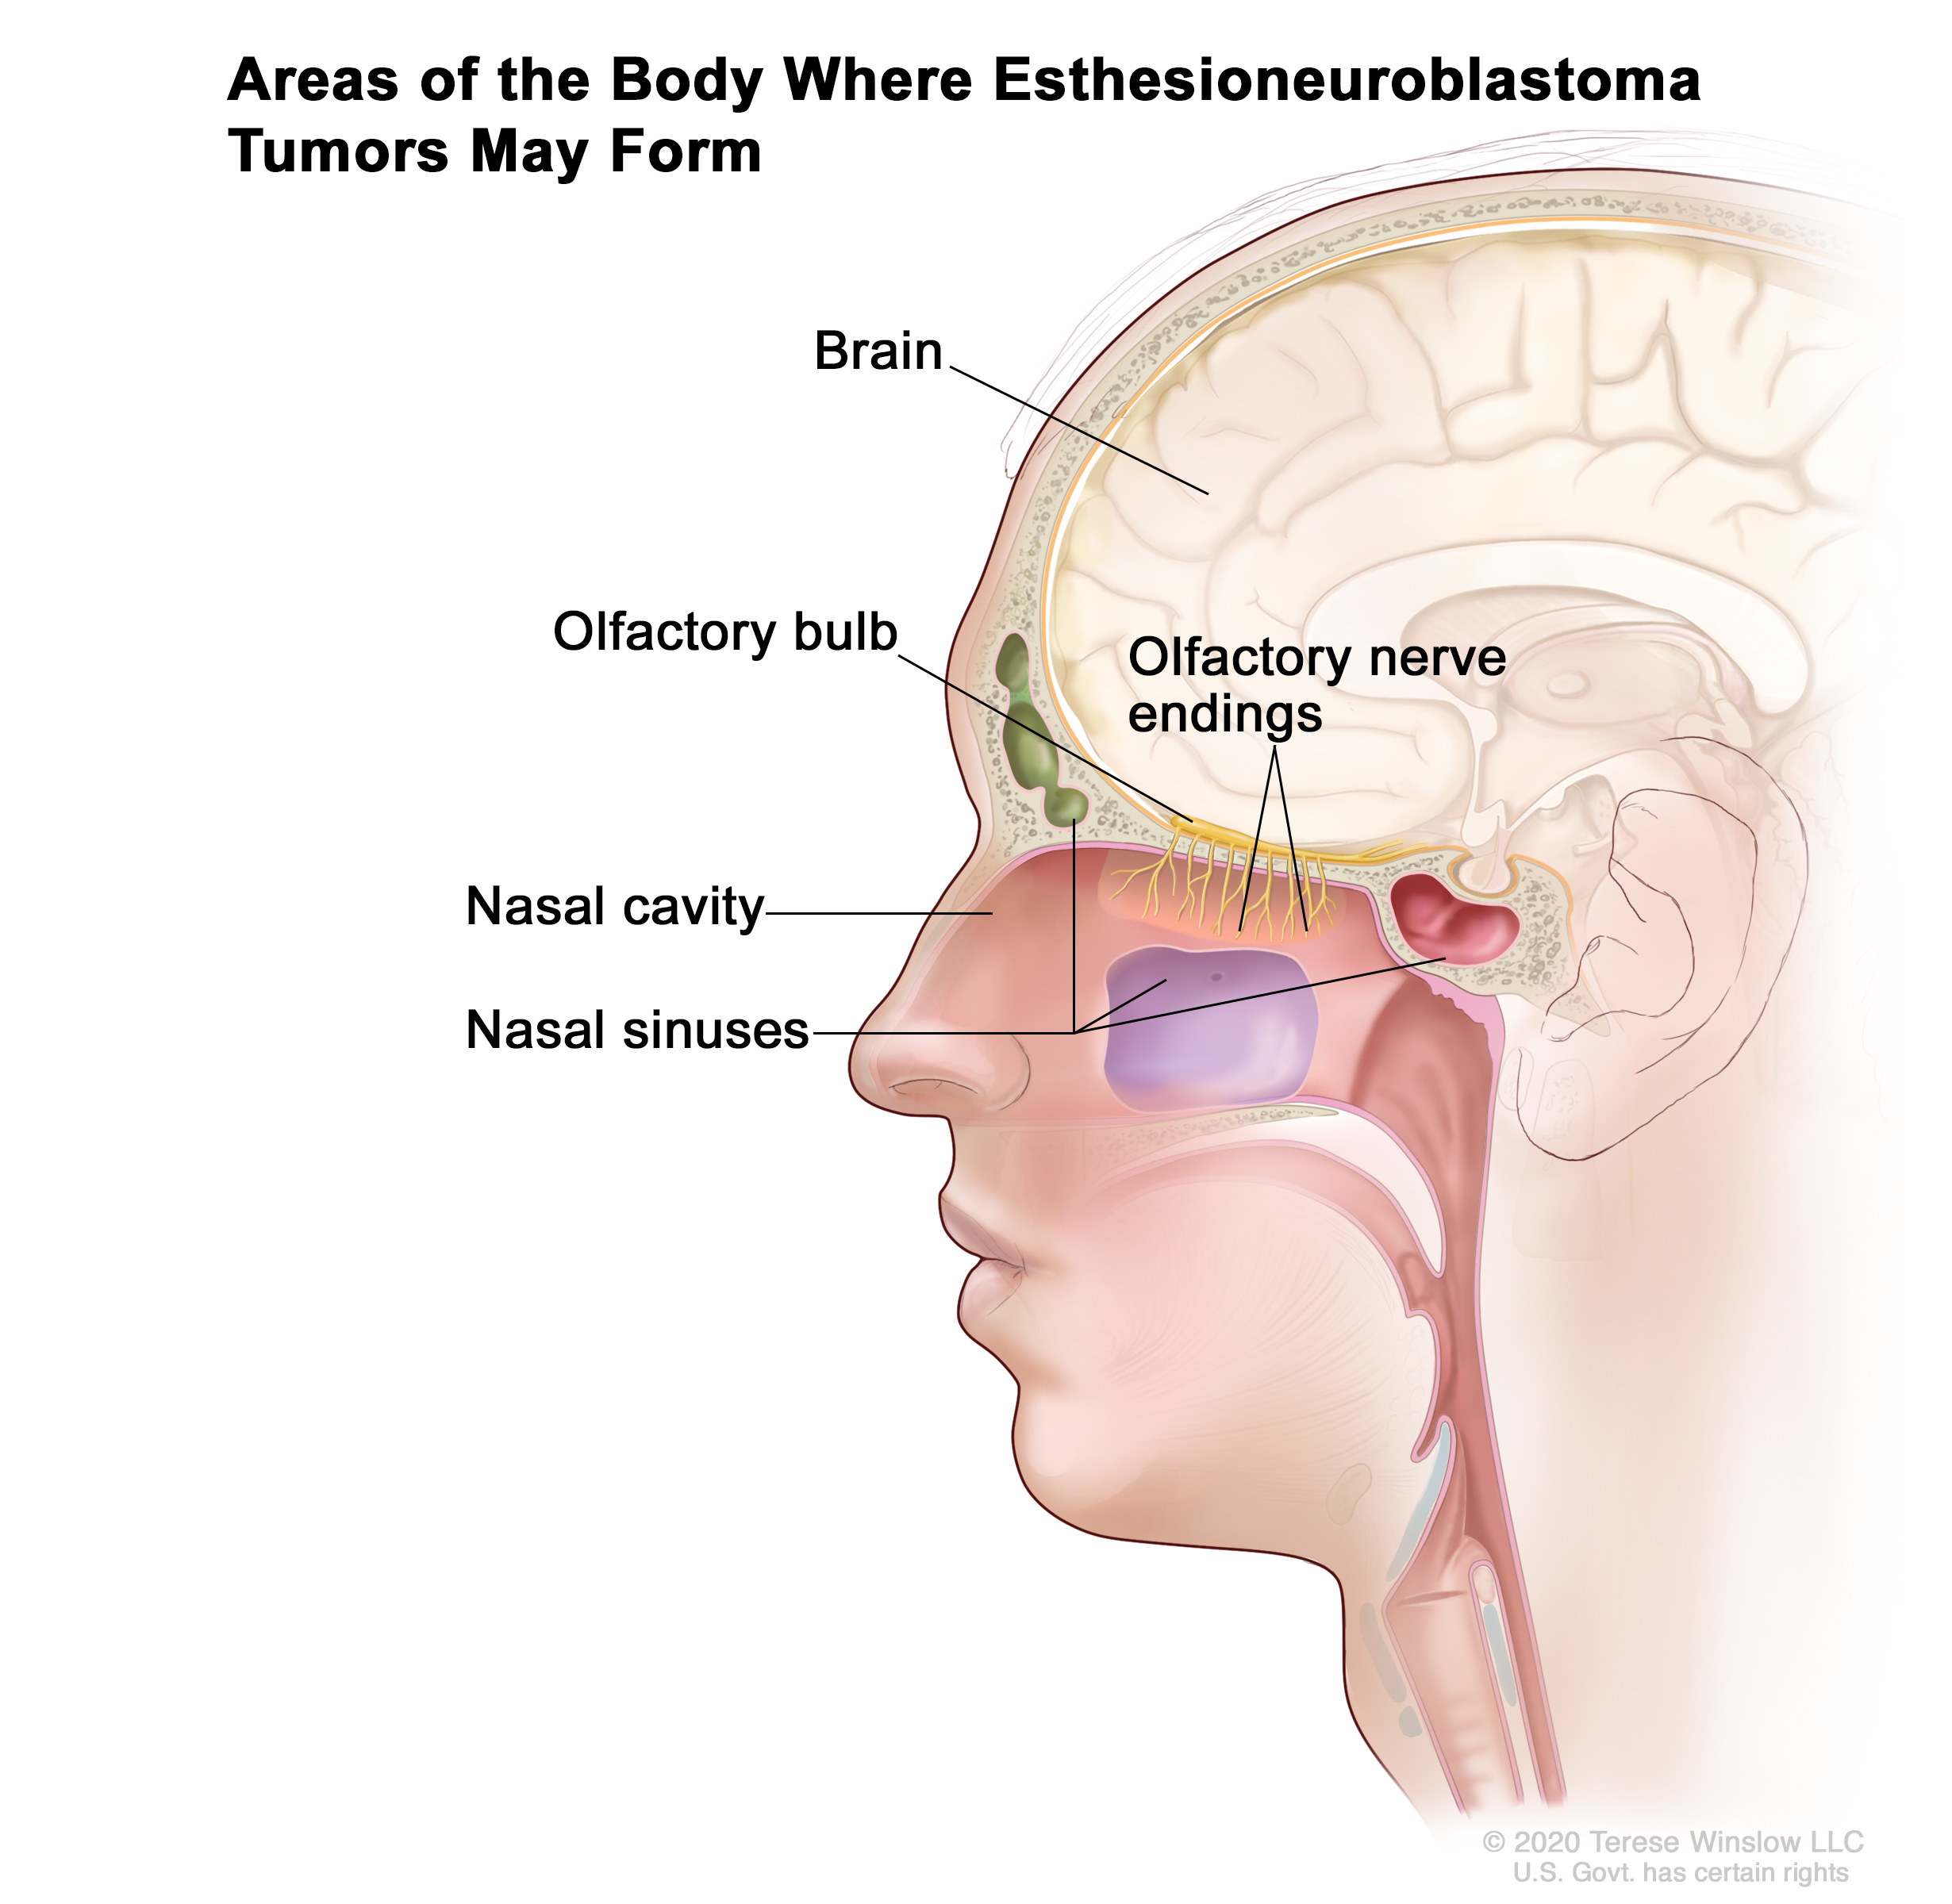 Areas of the Body Where Esthesioneuroblastoma
Tumors May Form
Brain
Olfactory bulb
Olfactory nerve
endings
Nasal cavity
Nasal sinuses
© 2020 Terese Winslow LLC
U.S. Govt. has certain rights